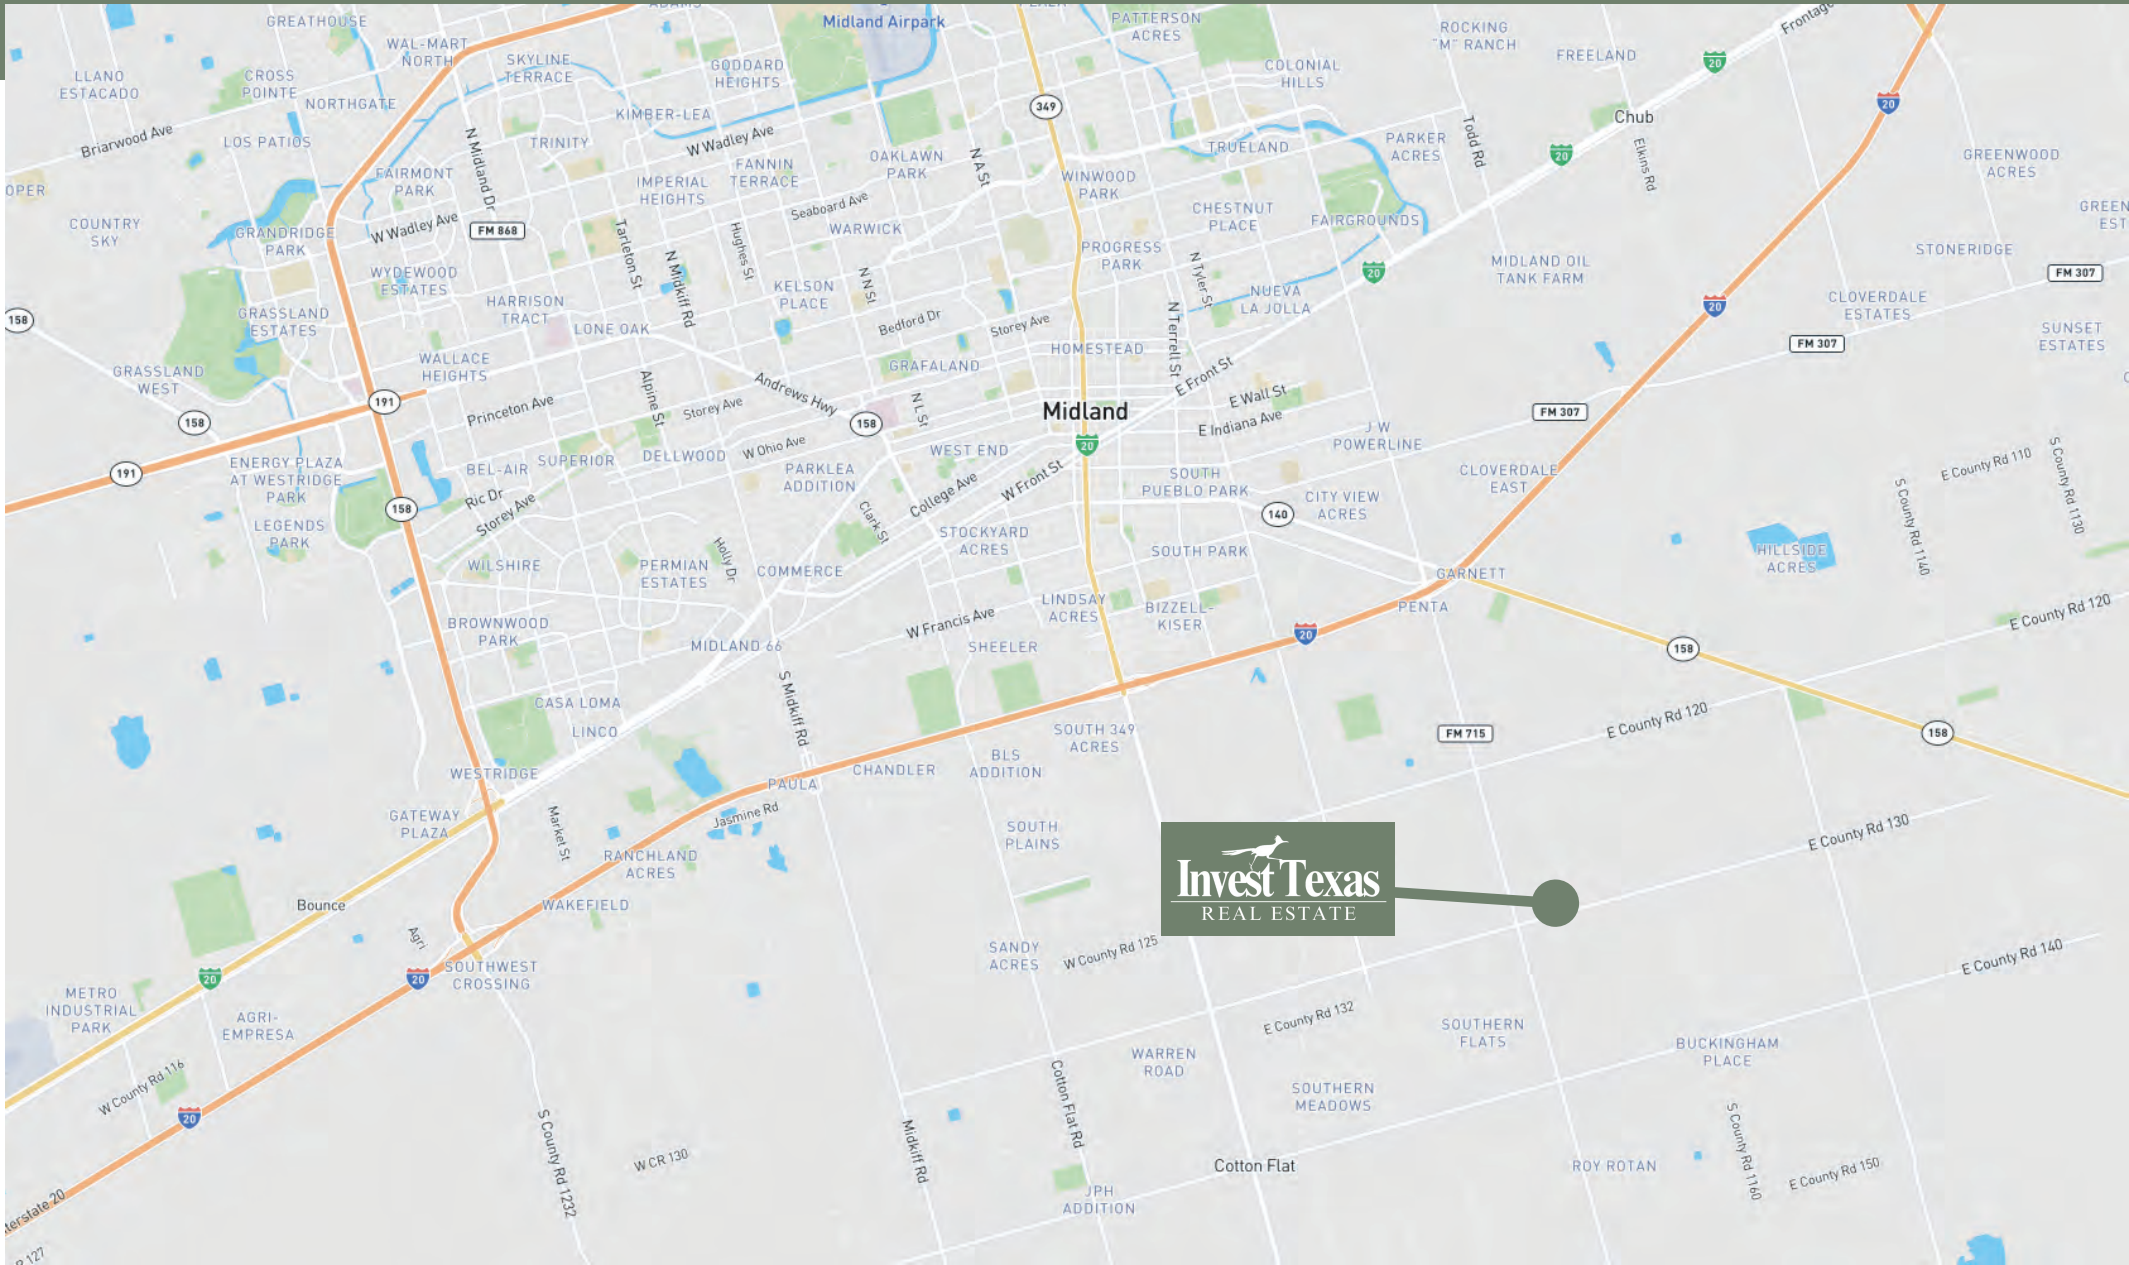 GREATHOUSE
ADAMS
Midland Airpark
PATTERSON
ACRES
ROCKING
"M" RANCH
FREELAND
Frontage
WAL-MART
NORTH
SKYLINE
TERRACE
GODDARD
HEIGHTS
COLONIAL
HILLS
20
LLANO
ESTACADO
CROSS
POINTE
NORTHGATE
KIMBER-LEA
349
20
Chub
Briarwood Ave
LOS PATIOS
N Midland Dr
TRINITY
W Wadley Ave
FANNIN
TERRACE
OAKLAWN
PARK
N A St
TRUELAND
PARKER
ACRES
Todd Rd
20
Elkins Rd
GREENWOOD
ACRES
OPER
FAIRMONT
PARK
IMPERIAL
HEIGHTS
WINWOOD
PARK
COUNTRY
SKY
GRANDRIDGE
PARK
W Wadley Ave
FM 868
Tarleton St
N Midkiff Rd
Hughes St
Seaboard Ave
WARWICK
CHESTNUT
PLACE
FAIRGROUNDS
GREEN
EST
STONERIDGE
PROGRESS
PARK
N Tyler St
20
MIDLAND OIL
TANK FARM
FM 307
WYDEWOOD
ESTATES
HARRISON
TRACT
KELSON
PLACE
N N St
NUEVA
LA JOLLA
20
CLOVERDALE
ESTATES
158
GRASSLAND
ESTATES
LONE OAK
Bedford Dr
Storey Ave
N Terrell St
SUNSET
ESTATES
FM 307
HOMESTEAD
WALLACE
HEIGHTS
GRASSLAND
WEST
GRAFALAND
E Front St
Alpine St
Andrews Hwy
E Wall St
191
Princeton Ave
Storey Ave
158
N L St
Midland
FM 307
158
E Indiana Ave
J W
POWERLINE
20
W Ohio Ave
WEST END
191
ENERGY PLAZA
AT WESTRIDGE
PARK
BEL-AIR
SUPERIOR
DELLWOOD
PARKLEA
ADDITION
W Front St
SOUTH
PUEBLO PARK
CLOVERDALE
EAST
E County Rd 110
S County Rd 1130
S County Rd 1140
Ric Dr
Storey Ave
College Ave
158
CITY VIEW
ACRES
140
Clark St
LEGENDS
PARK
STOCKYARD
ACRES
SOUTH PARK
HILLSIDE
ACRES
Holly Dr
WILSHIRE
PERMIAN
ESTATES
COMMERCE
GARNETT
LINDSAY
ACRES
BIZZELL-
KISER
PENTA
E County Rd 120
BROWNWOOD
PARK
W Francis Ave
20
MIDLAND 66
SHEELER
158
S Midkiff Rd
CASA LOMA
LINCO
SOUTH 349
ACRES
FM 715
E County Rd 120
158
WESTRIDGE
PAULA
CHANDLER
BLS
ADDITION
GATEWAY
PLAZA
Market St
Jasmine Rd
SOUTH
PLAINS
E County Rd 130
RANCHLAND
ACRES
Invest Texas
REAL ESTATE
Bounce
WAKEFIELD
Agri
SANDY
ACRES
W County Rd 125
E County Rd 140
20
20
SOUTHWEST
CROSSING
METRO
INDUSTRIAL
PARK
AGRI-
EMPRESA
E County Rd 132
SOUTHERN
FLATS
BUCKINGHAM
PLACE
WARREN
ROAD
W County Rd 116
Cotton Flat Rd
SOUTHERN
MEADOWS
20
S County Rd 1232
W CR 130
Midkiff Rd
Cotton Flat
ROY ROTAN
S County Rd 1160
E County Rd 150
JPH
ADDITION
terstate 20
127